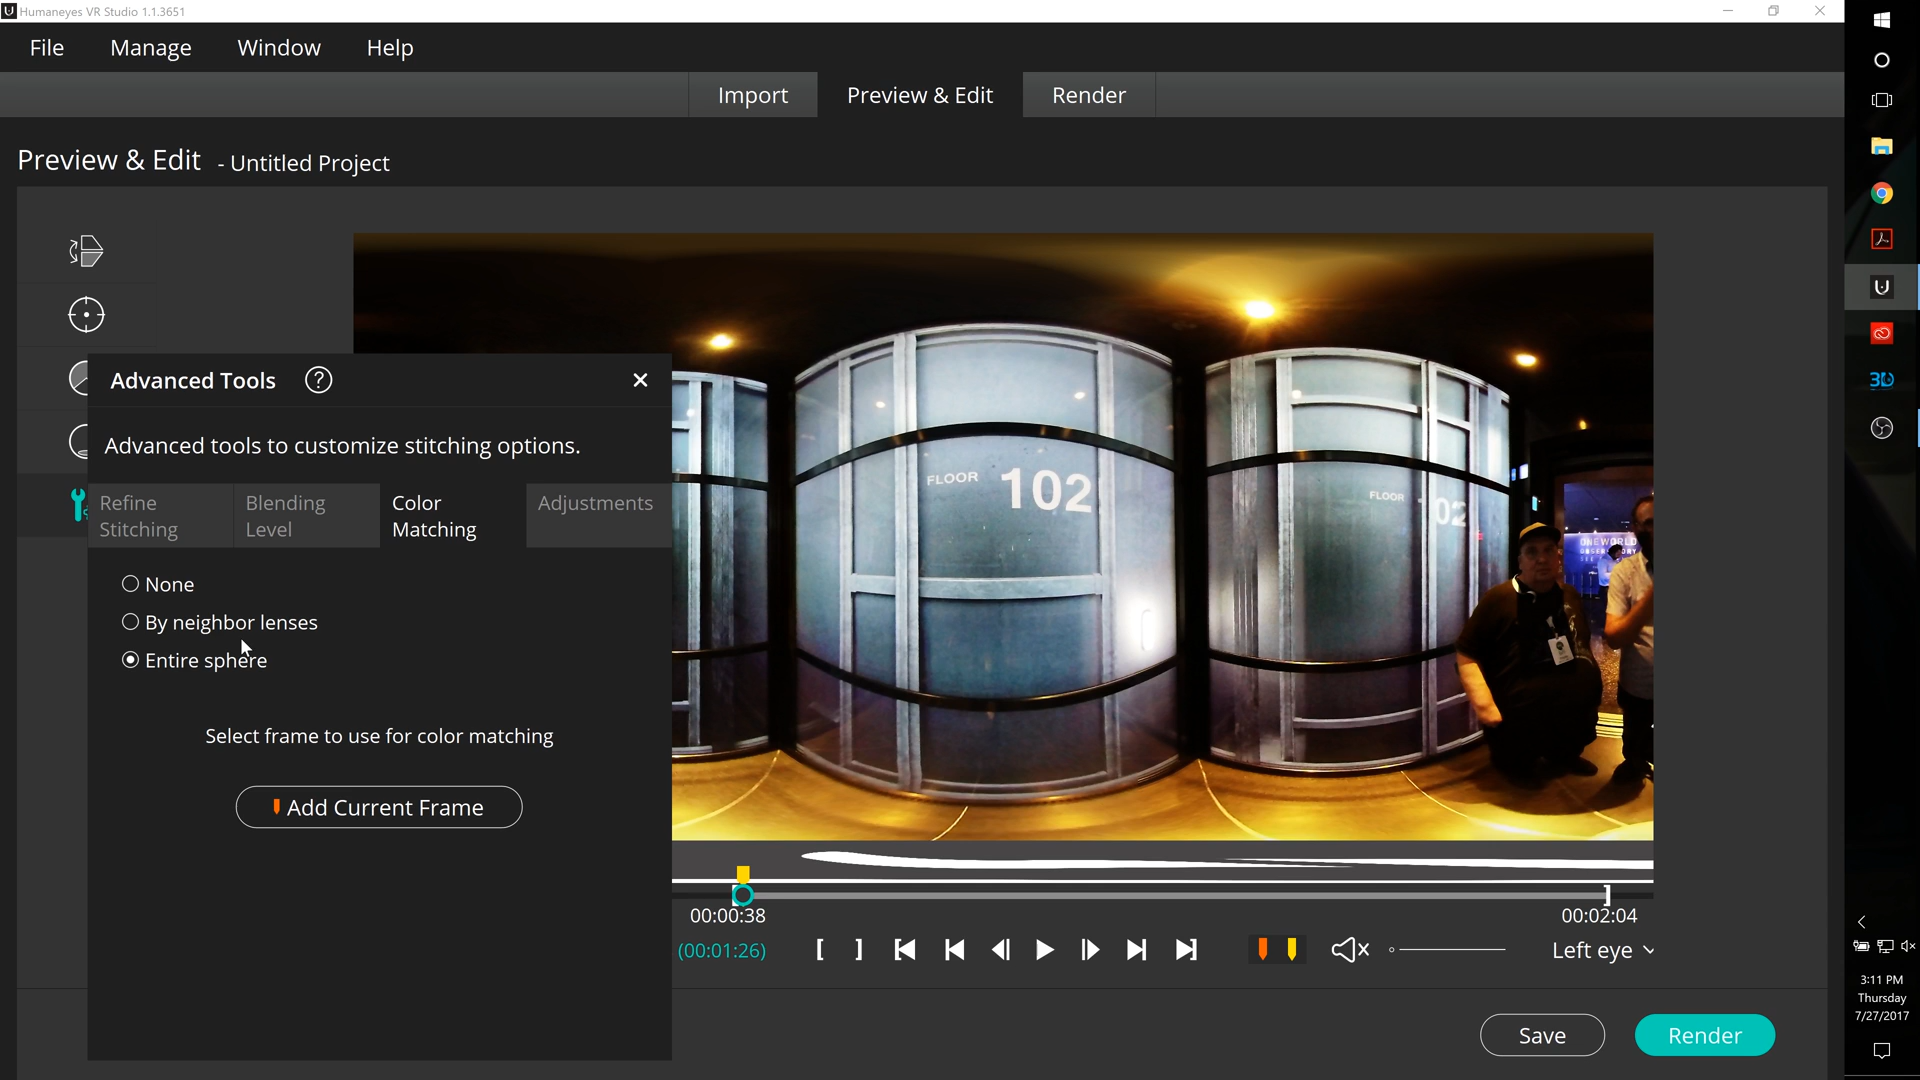 Humaneyes VR Studio 1.1.3651
File Manage Window Help
Import Preview & Edit Render
Preview & Edit - Untitled Project
Advanced Tools ?
Advanced tools to customize stitching options.
Refine Stitching
Blending Level
Color Matching
Adjustments
None
By neighbor lenses
Entire sphere
Select frame to use for color matching
Add Current Frame
FLOOR 102
FLOOR 102
ONE WORLD
00:00:38
00:02:04
(00:01:26)
Left eye
Save
Render
3D
3:11 PM
Thursday
7/27/2017